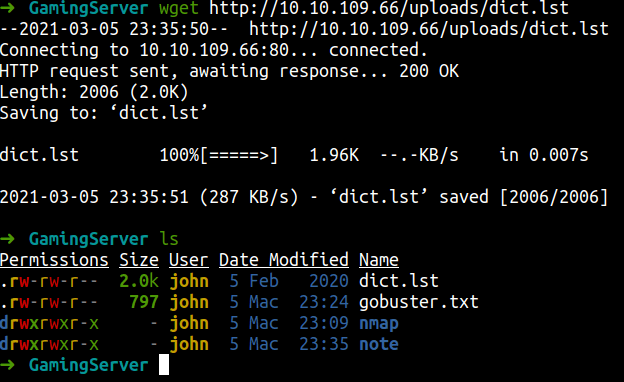 ➜ GamingServer wget http://10.10.109.66/uploads/dict.lst
--2021-03-05 23:35:50-- http://10.10.109.66/uploads/dict.lst
Connecting to 10.10.109.66:80... connected.
HTTP request sent, awaiting response... 200 OK
Length: 2006 (2.0K)
Saving to: ‘dict.lst’
dict.lst 100%[=====>] 1.96K --.-KB/s in 0.007s
2021-03-05 23:35:51 (287 KB/s) - ‘dict.lst’ saved [2006/2006]
➜ GamingServer ls
Permissions Size User Date Modified Name
.rw-rw-r-- 2.0k john 5 Feb 2020 dict.lst
.rw-rw-r-- 797 john 5 Mac 23:24 gobuster.txt
drwxrwxr-x - john 5 Mac 23:09 nmap
drwxrwxr-x - john 5 Mac 23:35 note
➜ GamingServer